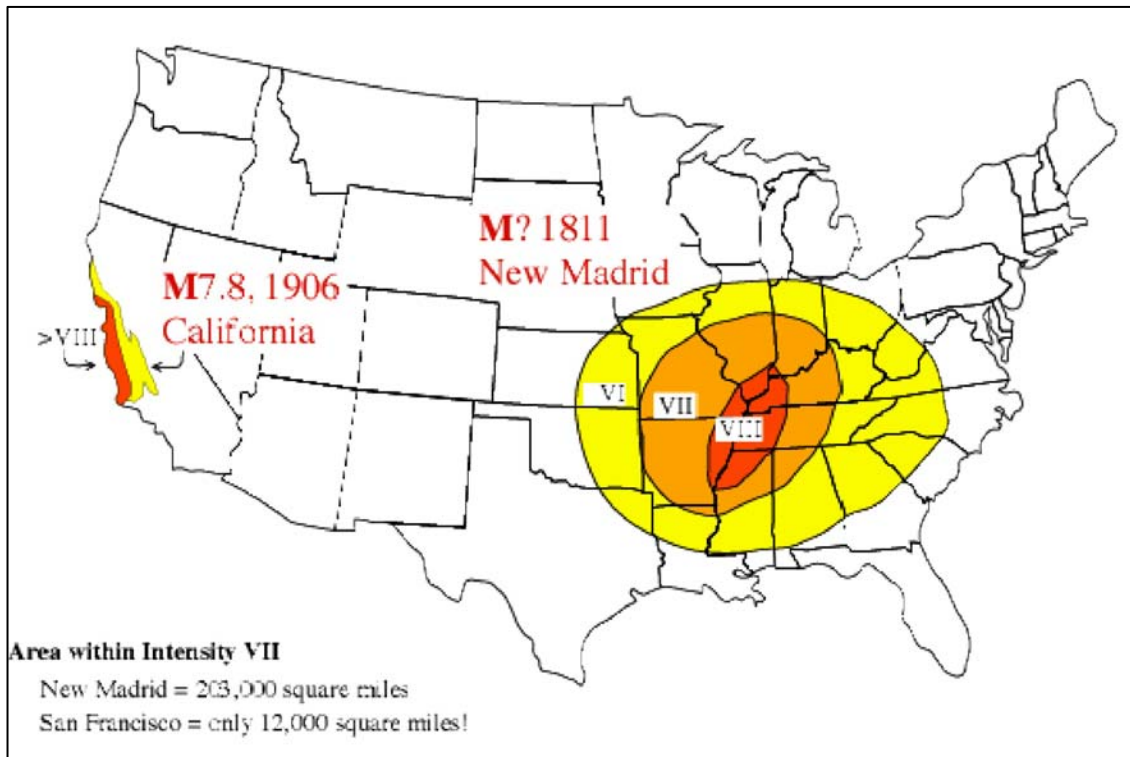 M? 1811
New Madrid
M7.8, 1906
California
>VIII
VI
VII
VIII
Area within Intensity VII
New Madrid = 203,000 square miles
San Francisco = only 12,000 square miles!